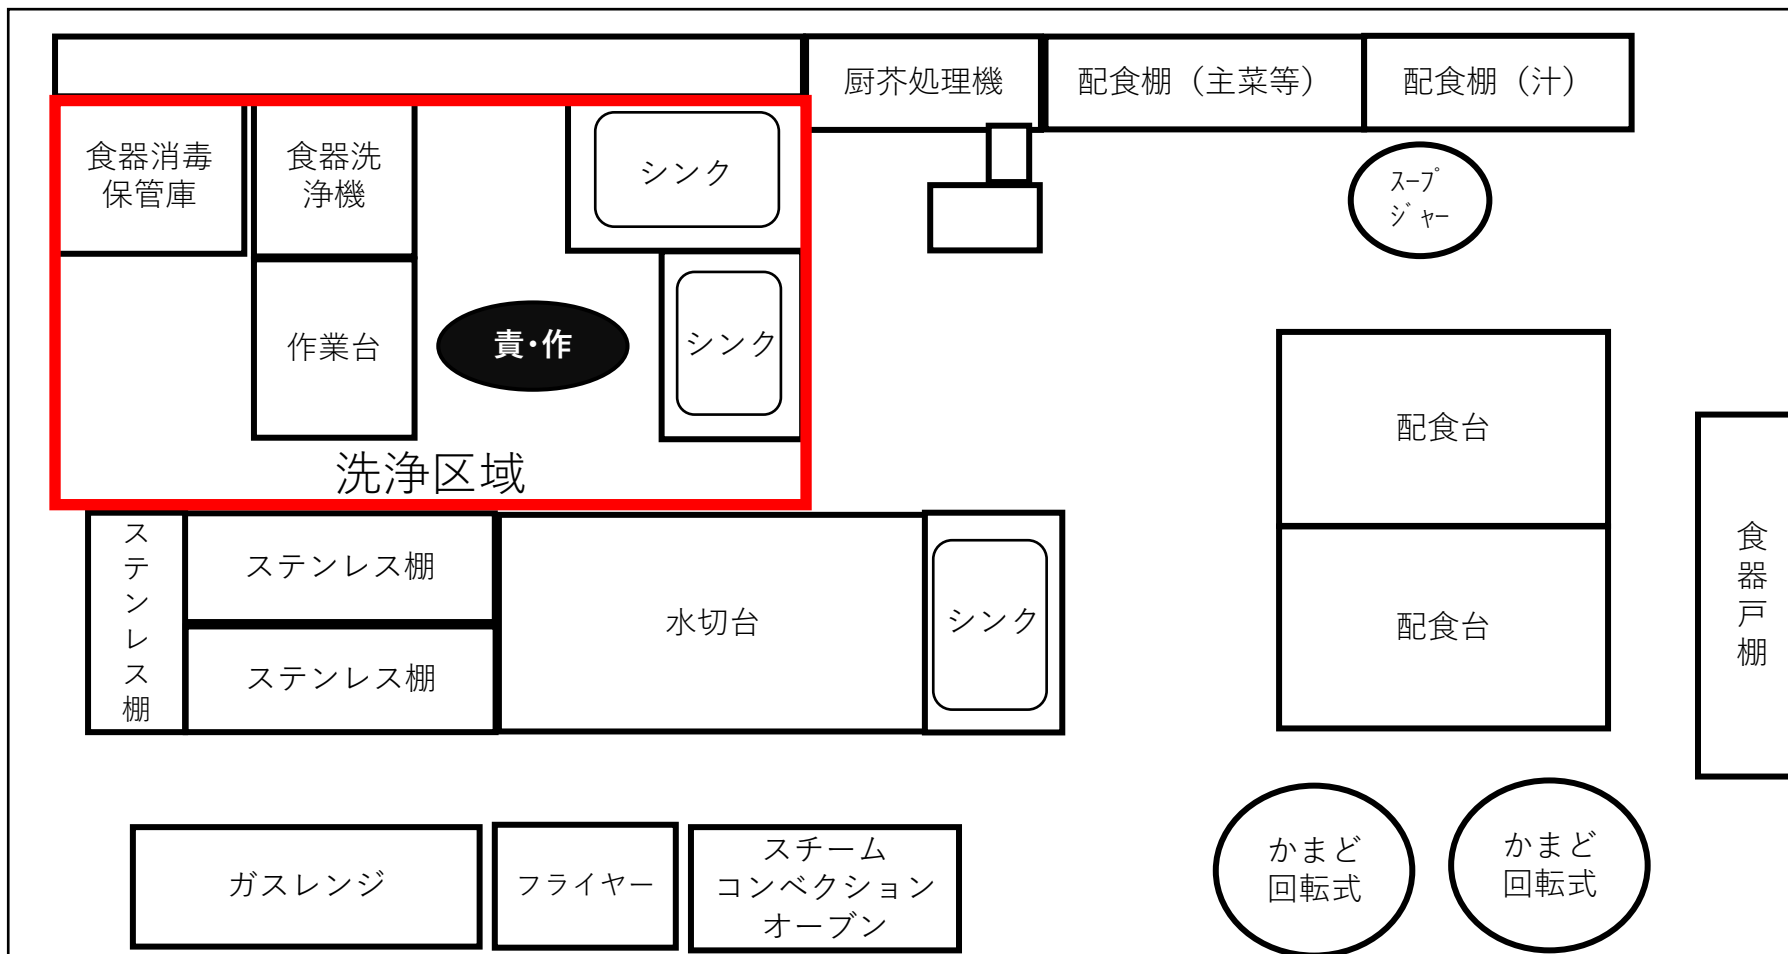 厨芥処理機
配食棚（主菜等）
配食棚（汁）
食器消毒
保管庫
食器洗
浄機
シンク
スープ
ジャー
作業台
責・作
シンク
洗浄区域
配食台
ステンレス棚
ステンレス棚
ステンレス棚
水切台
シンク
配食台
食器戸棚
ガスレンジ
フライヤー
スチーム
コンベクション
オーブン
かまど
回転式
かまど
回転式